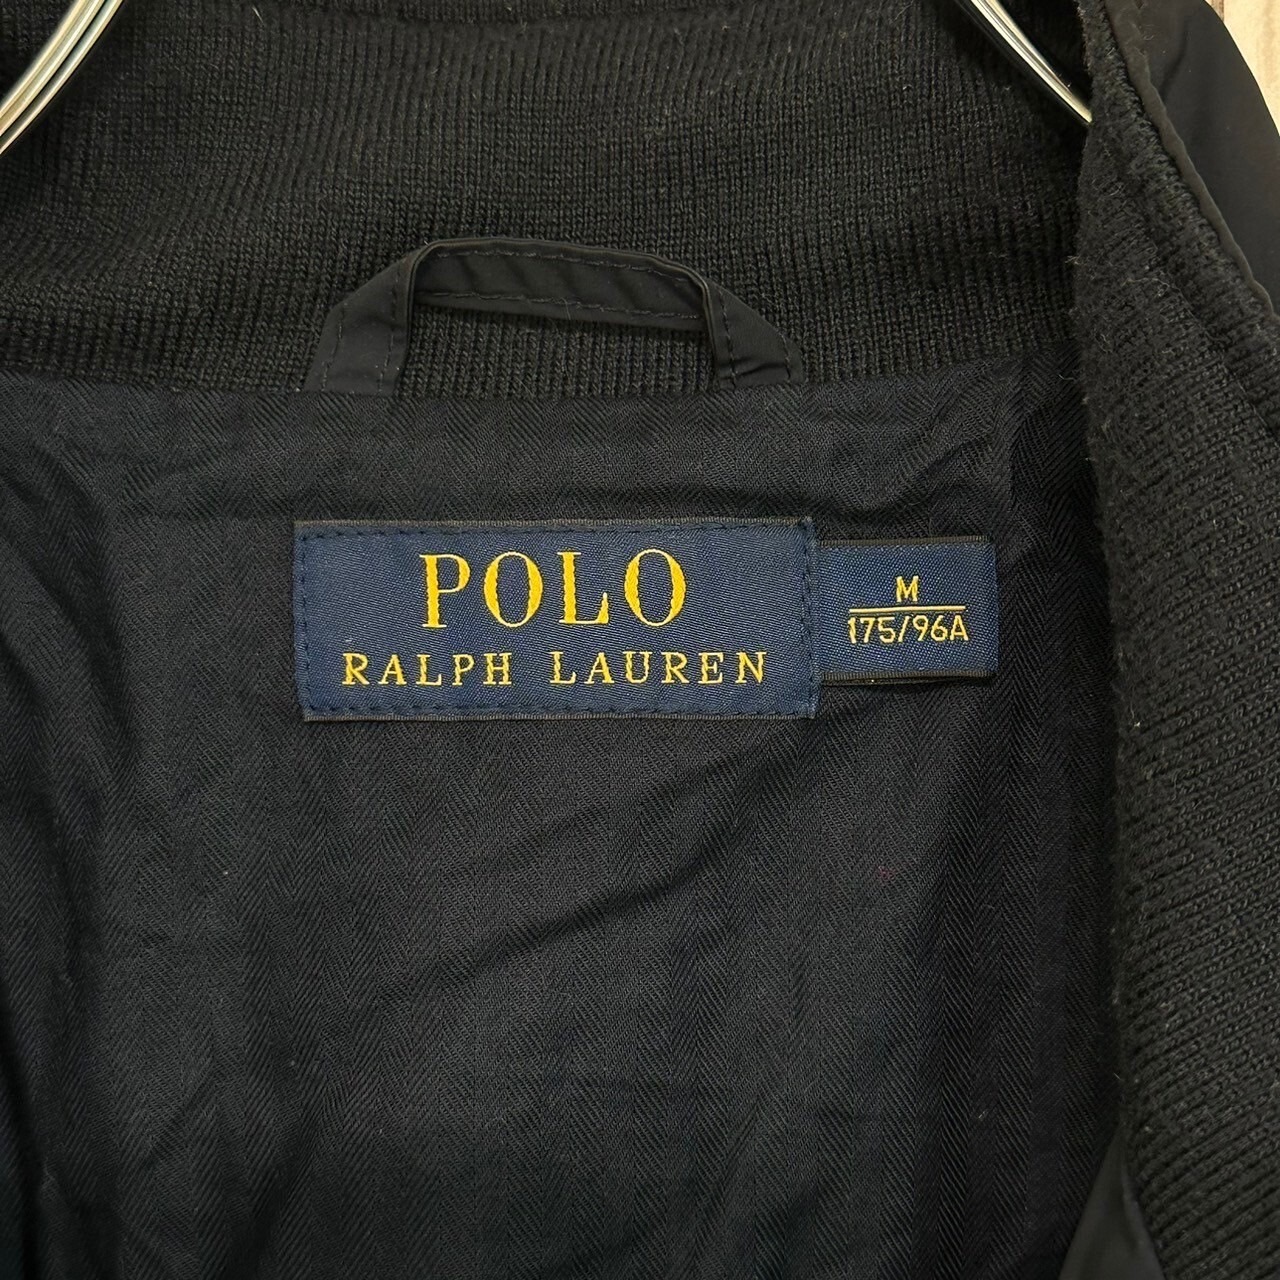 POLO
RALPH LAUREN
M
175/96A